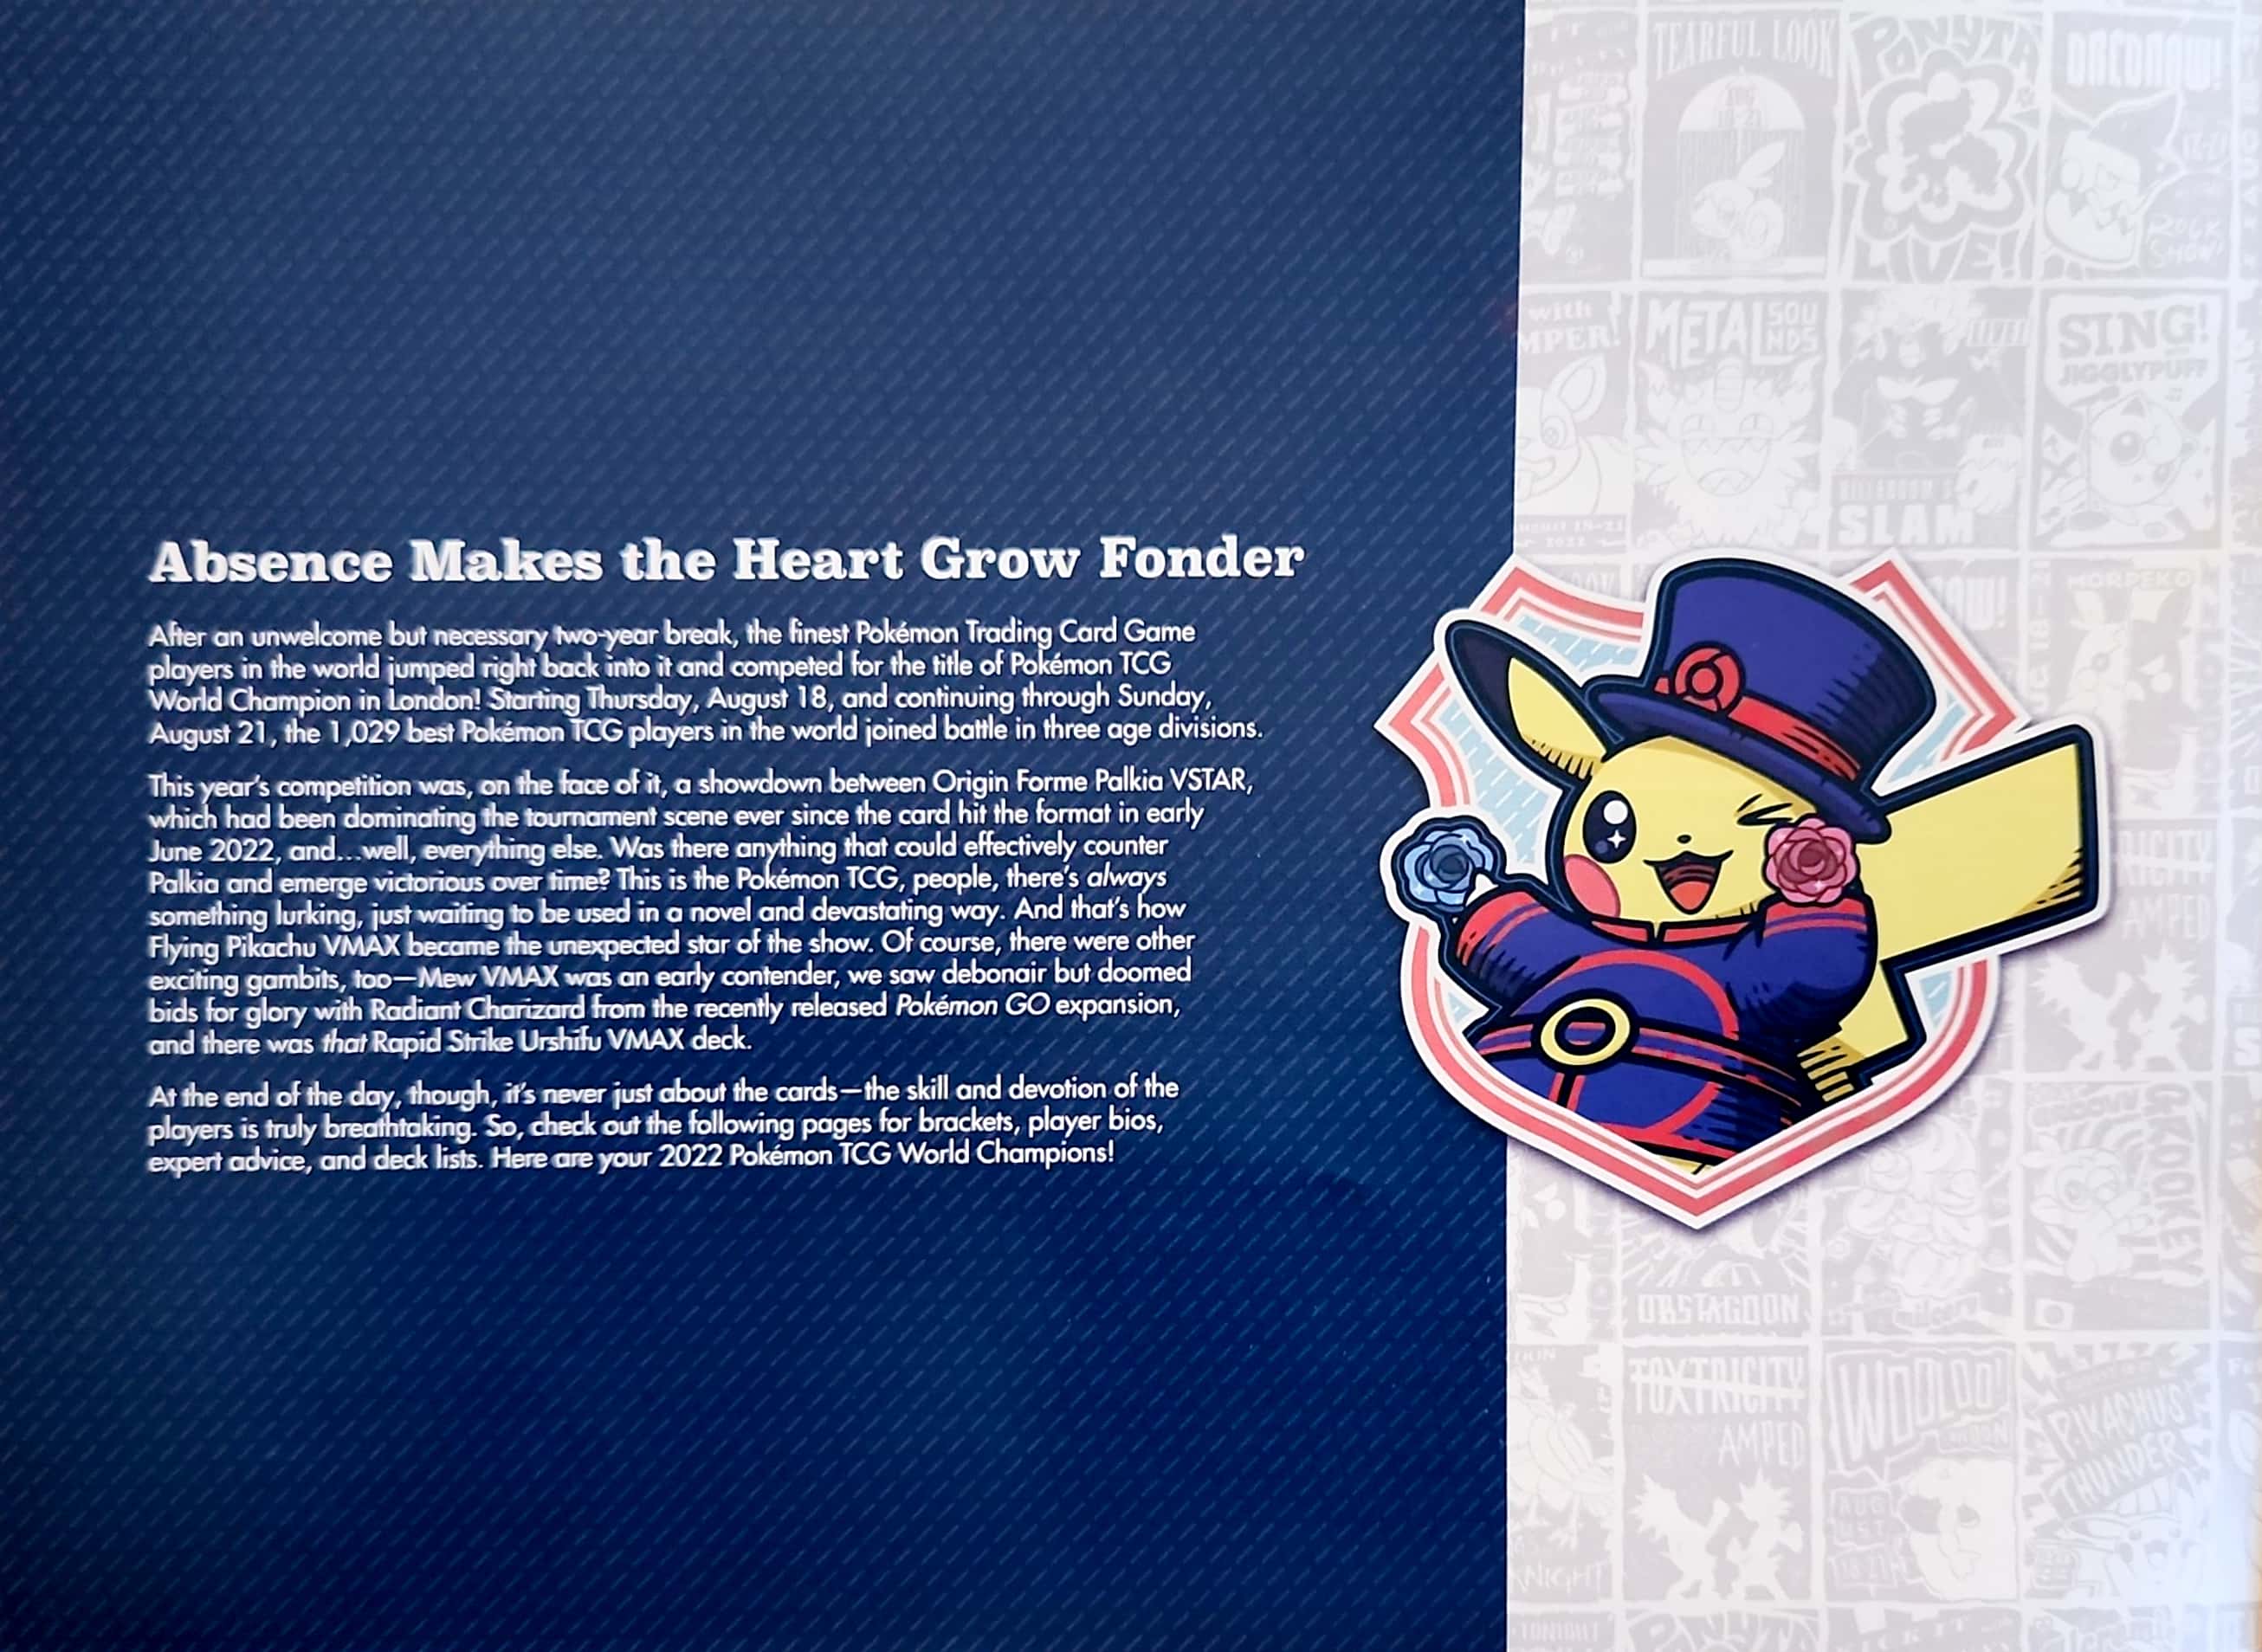 Absence Makes the Heart Grow Fonder
After an unwelcome but necessary two-year break, the finest Pokémon Trading Card Game
players in the world jumped right back into it and competed for the title of Pokémon TCG
World Champion in London! Starting Thursday, August 18, and continuing through Sunday,
August 21, the 1,029 best Pokémon TCG players in the world joined battle in three age divisions.
This year's competition was, on the face of it, a showdown between Origin Forme Palkia VSTAR,
which had been dominating the tournament scene ever since the card hit the format in early
June 2022, and...well, everything else. Was there anything that could effectively counter
Palkia and emerge victorious over time? This is the Pokémon TCG, people, there's always
something lurking, just waiting to be used in a novel and devastating way. And that's how
Flying Pikachu VMAX became the unexpected star of the show. Of course, there were other
exciting gambits, too—Mew VMAX was an early contender, we saw debonair but doomed
bids for glory with Radiant Charizard from the recently released Pokémon GO expansion,
and there was that Rapid Strike Urshifu VMAX deck.
At the end of the day, though, it's never just about the cards—the skill and devotion of the
players is truly breathtaking. So, check out the following pages for brackets, player bios,
expert advice, and deck lists. Here are your 2022 Pokémon TCG World Champions!
TEARFUL LOOK
PONYTA
LIVE!
ROCK
SHOW!
with
METAL SOUNDS
LIVE!
SING!
JIGGLYPUFF
SLAM
MORPEKO
AMPED
GROOKEY
OBSTAGOON
TOXTRICITY
AMPED
WOOLOO!
PIKACHU'S
THUNDER
KNIGHT
TONIGHT
PONYTA